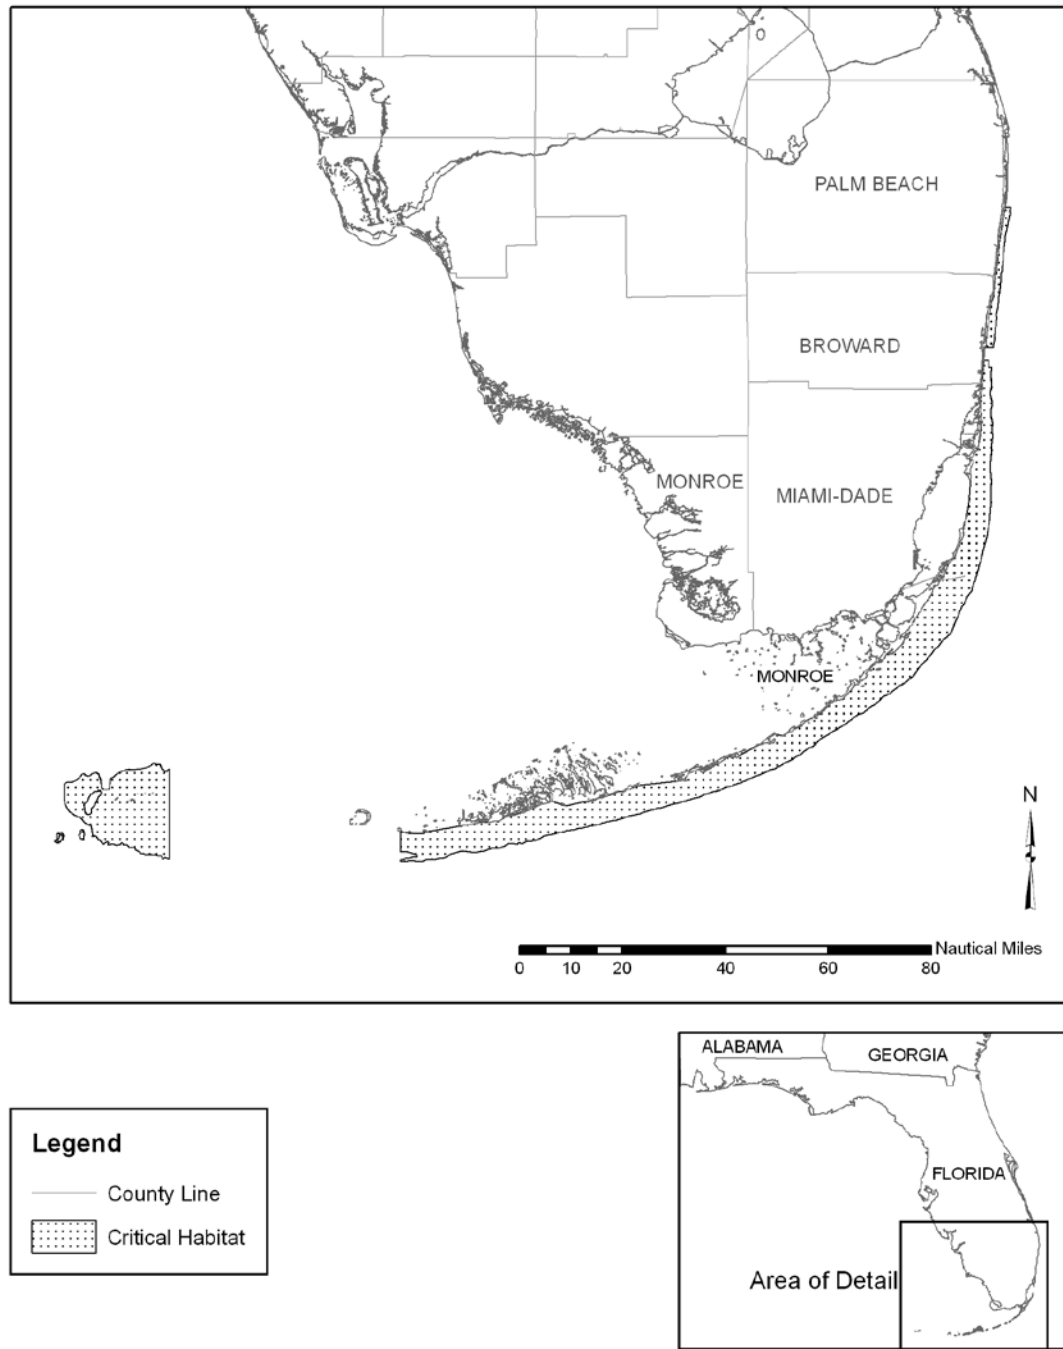 PALM BEACH
BROWARD
MONROE
MIAMI-DADE
MONROE
N
Nautical Miles
0 10 20 40 60 80
ALABAMA
GEORGIA
FLORIDA
Area of Detail
Legend
County Line
Critical Habitat